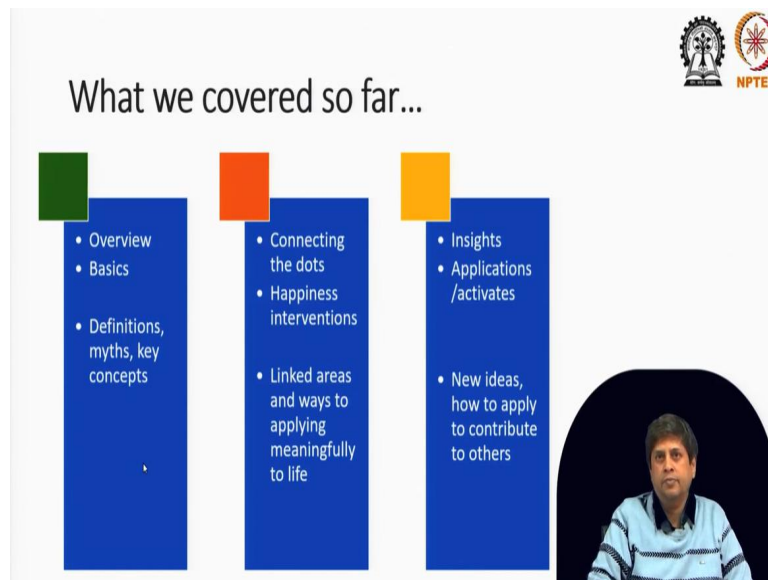 NPTE
What we covered so far...
• Overview
• Basics
• Definitions,
myths, key
concepts
• Connecting
the dots
• Happiness
interventions
• Linked areas
and ways to
applying
meaningfully
to life
• Insights
• Applications
/activates
• New ideas,
how to apply
to contribute
to others